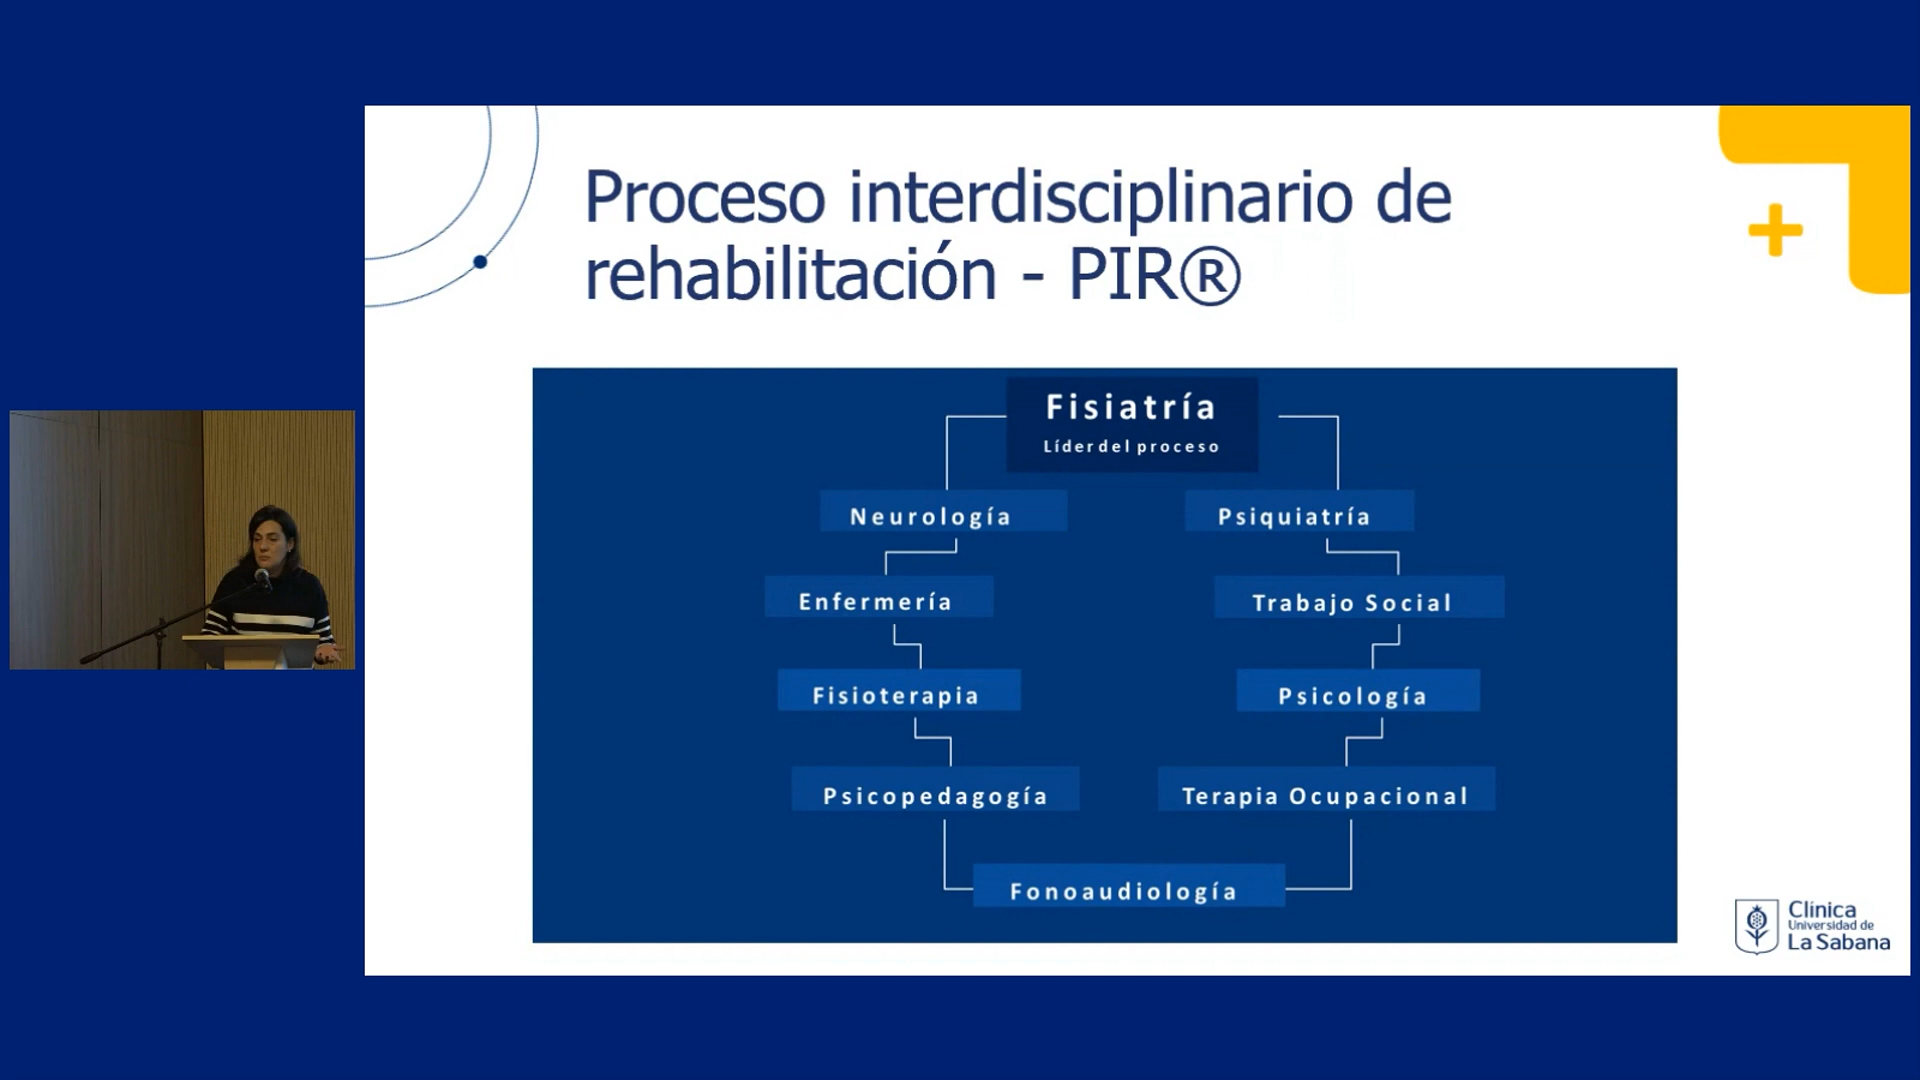 Proceso interdisciplinario de
rehabilitación - PIR®
Fisiatría
Líder del proceso
Neurología
Psiquiatría
Enfermería
Trabajo Social
Fisioterapia
Psicología
Psicopedagogía
Terapia Ocupacional
Fonoaudiología
Clínica
Universidad de
La Sabana